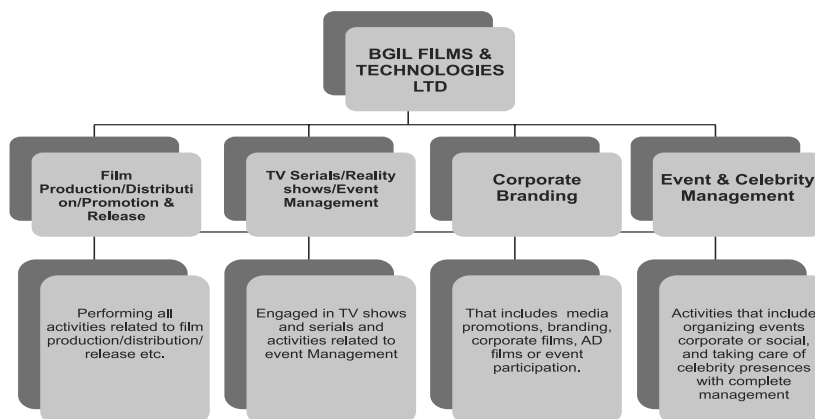 BGIL FILMS &
TECHNOLOGIES
LTD
Film
Production/Distributi
on/Promotion &
Release
TV Serials/Reality
shows/Event
Management
Corporate
Branding
Event & Celebrity
Management
Performing all
activities related to film
production/distribution/
release etc.
Engaged in TV shows
and serials and
activities related to
event Management
That includes media
promotions, branding,
corporate films, AD
films or event
participation.
Activities that include
organizing events
corporate or social,
and taking care of
celebrity presences
with complete
management